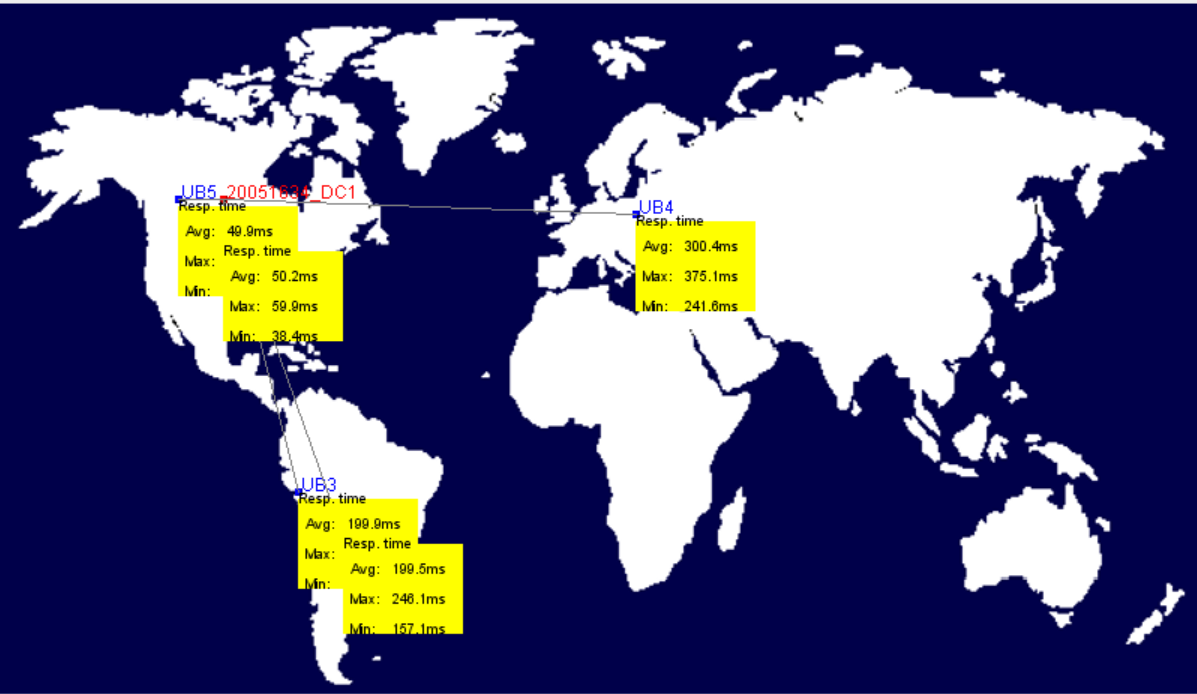 UB5
20051634_DC1
Resp. time
Avg: 49.9ms
Max:
Min:
Resp. time
Avg: 50.2ms
Max: 59.9ms
Min: 38.4ms
UB4
Resp. time
Avg: 300.4ms
Max: 375.1ms
Min: 241.6ms
UB3
Resp. time
Avg: 199.9ms
Max:
Min:
Resp. time
Avg: 199.5ms
Max: 246.1ms
Min: 157.1ms